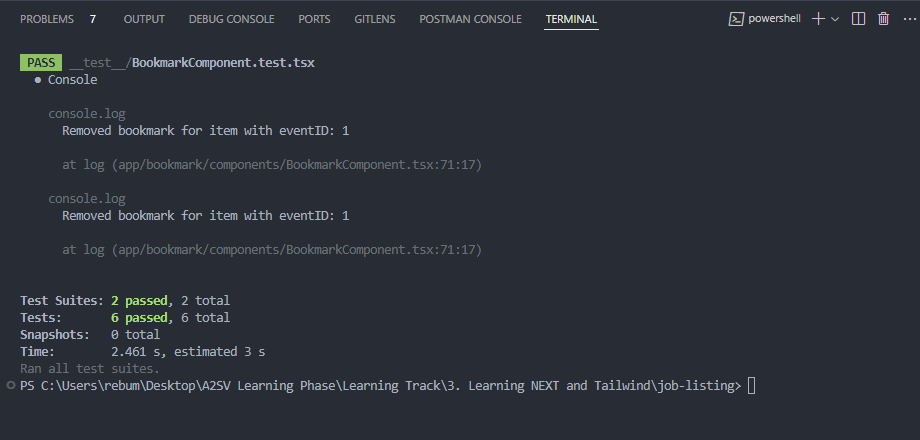 PROBLEMS 7 OUTPUT DEBUG CONSOLE PORTS GITLENS POSTMAN CONSOLE TERMINAL powershell
PASS __test__/BookmarkComponent.test.tsx
● Console
console.log
Removed bookmark for item with eventID: 1
at log (app/bookmark/components/BookmarkComponent.tsx:71:17)
console.log
Removed bookmark for item with eventID: 1
at log (app/bookmark/components/BookmarkComponent.tsx:71:17)
Test Suites: 2 passed, 2 total
Tests: 6 passed, 6 total
Snapshots: 0 total
Time: 2.461 s, estimated 3 s
Ran all test suites.
PS C:\Users\rebum\Desktop\A2SV Learning Phase\Learning Track\3. Learning NEXT and Tailwind\job-listing>